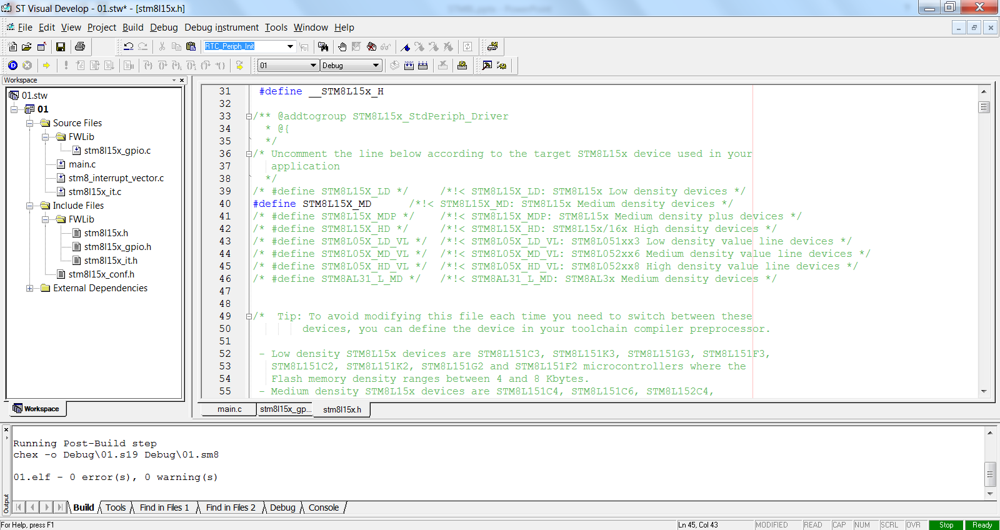 ST Visual Develop - 01.stw* - [stm8l15x.h]
File Edit View Project Build Debug Debug instrument Tools Window Help
RTC_Periph_Init
01 Debug
Workspace
01.stw
01
Source Files
FWLib
stm8l15x_gpio.c
main.c
stm8_interrupt_vector.c
stm8l15x_it.c
Include Files
FWLib
stm8l15x.h
stm8l15x_gpio.h
stm8l15x_it.h
stm8l15x_conf.h
External Dependencies
Workspace
31 #define __STM8L15x_H
32
33 /** @addtogroup STM8L15x_StdPeriph_Driver
34 * @{
35 */
36 /* Uncomment the line below according to the target STM8L15x device used in your
37 application
38 */
39 /* #define STM8L15X_LD */ /*!< STM8L15X_LD: STM8L15x Low density devices */
40 #define STM8L15X_MD /*!< STM8L15X_MD: STM8L15x Medium density devices */
41 /* #define STM8L15X_MDP */ /*!< STM8L15X_MDP: STM8L15x Medium density plus devices */
42 /* #define STM8L15X_HD */ /*!< STM8L15X_HD: STM8L15x/16x High density devices */
43 /* #define STM8L05X_LD_VL */ /*!< STM8L05X_LD_VL: STM8L051xx3 Low density value line devices */
44 /* #define STM8L05X_MD_VL */ /*!< STM8L05X_MD_VL: STM8L052xx6 Medium density value line devices */
45 /* #define STM8L05X_HD_VL */ /*!< STM8L05X_HD_VL: STM8L052xx8 High density value line devices */
46 /* #define STM8AL31_L_MD */ /*!< STM8AL31_L_MD: STM8AL3x Medium density devices */
47
48
49 /* Tip: To avoid modifying this file each time you need to switch between these
50 devices, you can define the device in your toolchain compiler preprocessor.
51
52 - Low density STM8L15x devices are STM8L151C3, STM8L151K3, STM8L151G3, STM8L151F3,
53 STM8L151C2, STM8L151K2, STM8L151G2 and STM8L151F2 microcontrollers where the
54 Flash memory density ranges between 4 and 8 Kbytes.
55 - Medium density STM8L15x devices are STM8L151C4, STM8L151C6, STM8L152C4,
main.c stm8l15x_gp... stm8l15x.h
Running Post-Build step
chex -o Debug\01.s19 Debug\01.sm8
01.elf - 0 error(s), 0 warning(s)
Output
Build Tools Find in Files 1 Find in Files 2 Debug Console
For Help, press F1 Ln 45, Col 43 MODIFIED READ CAP NUM SCRL OVR Stop Ready